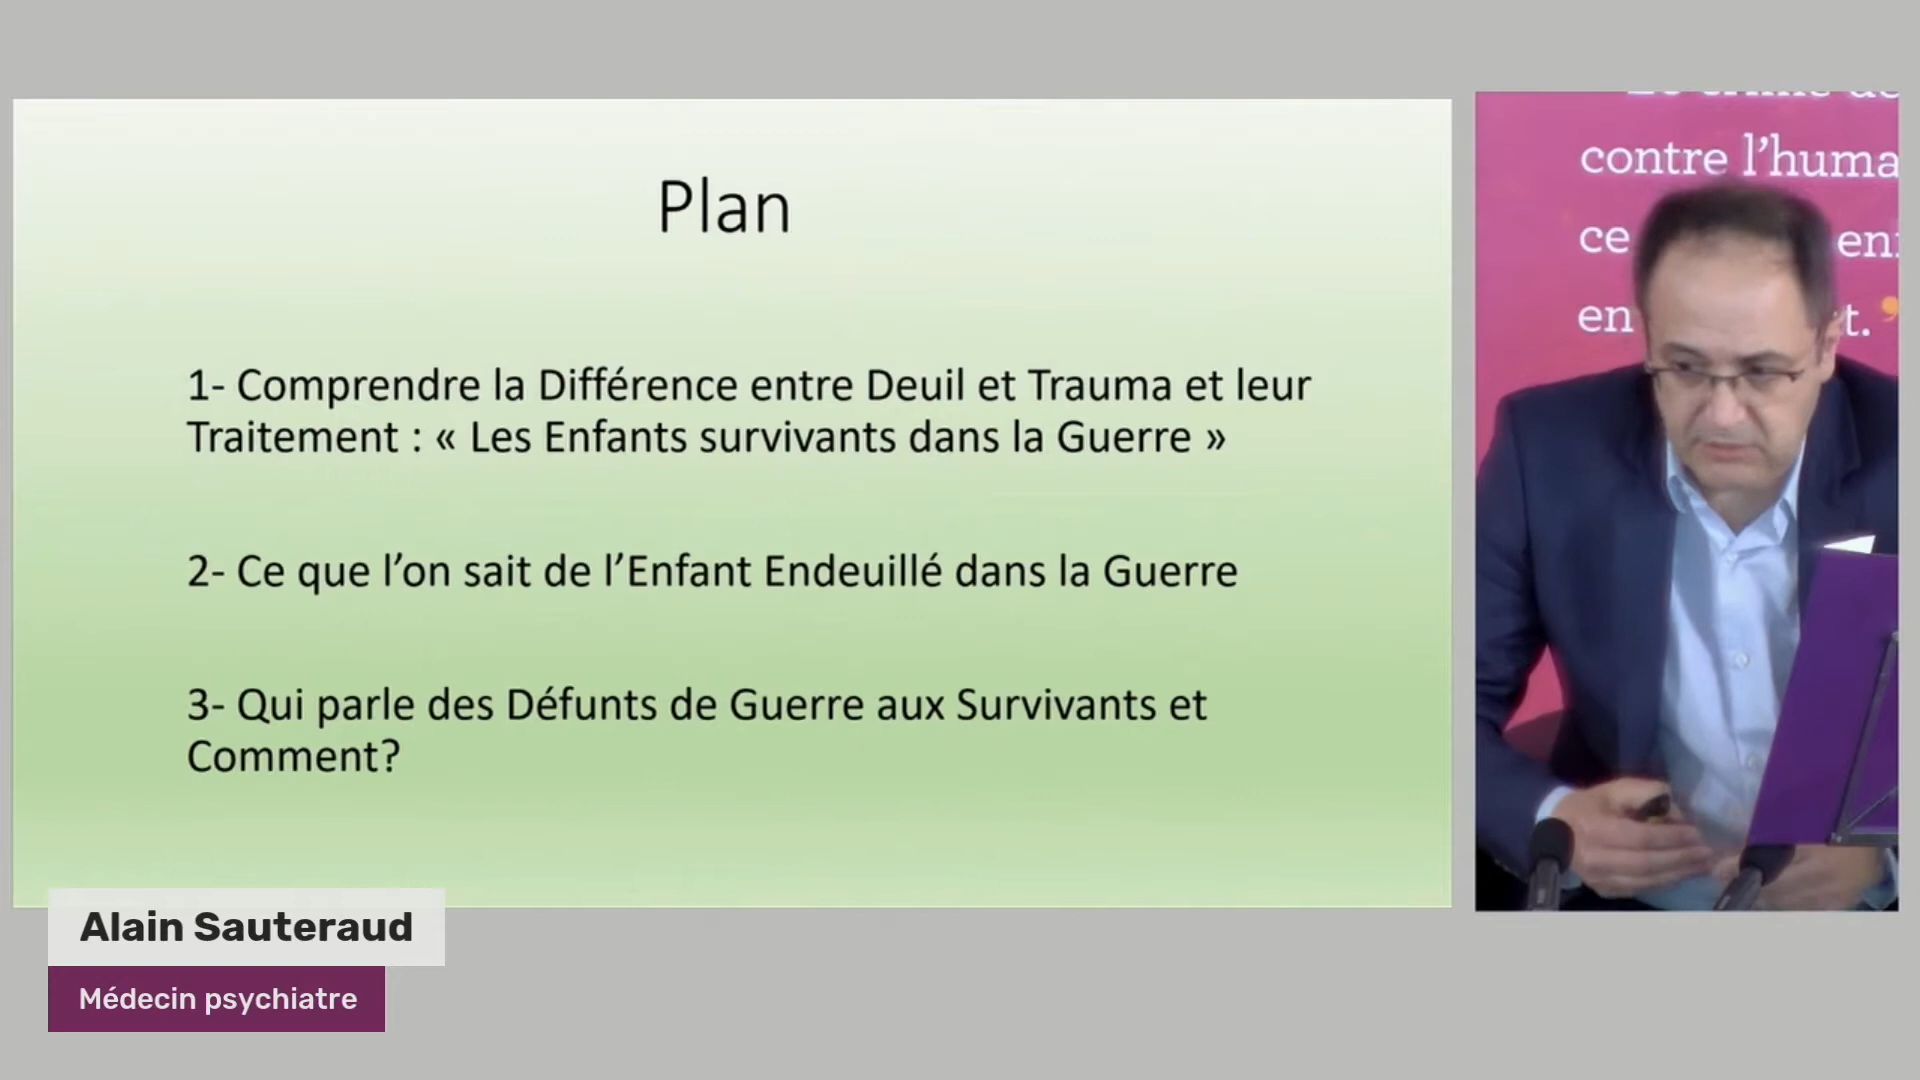 Plan
1- Comprendre la Différence entre Deuil et Trauma et leur
Traitement : « Les Enfants survivants dans la Guerre »
2- Ce que l’on sait de l’Enfant Endeuillé dans la Guerre
3- Qui parle des Défunts de Guerre aux Survivants et
Comment?
contre l’huma
ce
en
Alain Sauteraud
Médecin psychiatre